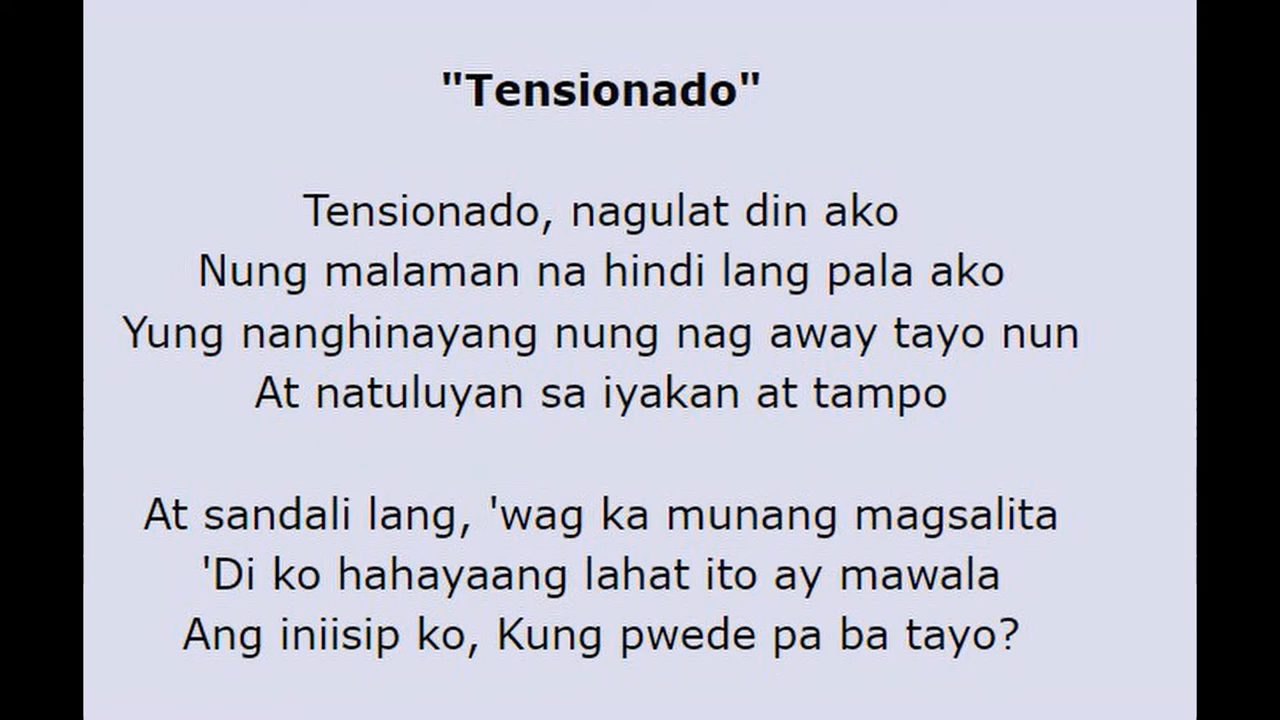 "Tensionado"
Tensionado, nagulat din ako
Nung malaman na hindi lang pala ako
Yung nanghinayang nung nag away tayo nun
At natuluyan sa iyakan at tampo
At sandali lang, 'wag ka munang magsalita
'Di ko hahayaang lahat ito ay mawala
Ang iniisip ko, Kung pwede pa ba tayo?